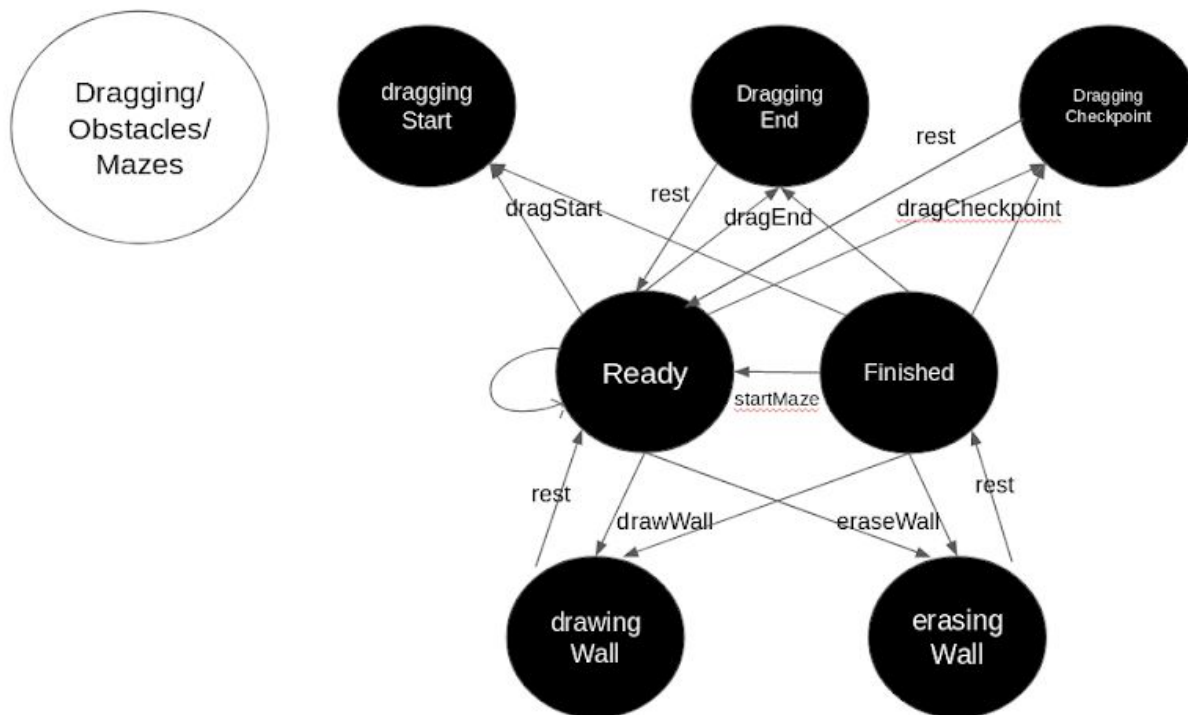 Dragging/
Obstacles/
Mazes
dragging
Start
Dragging
End
Dragging
Checkpoint
rest
rest
dragStart
dragEnd
dragCheckpoint
Ready
Finished
startMaze
rest
drawWall
eraseWall
rest
drawing
Wall
erasing
Wall